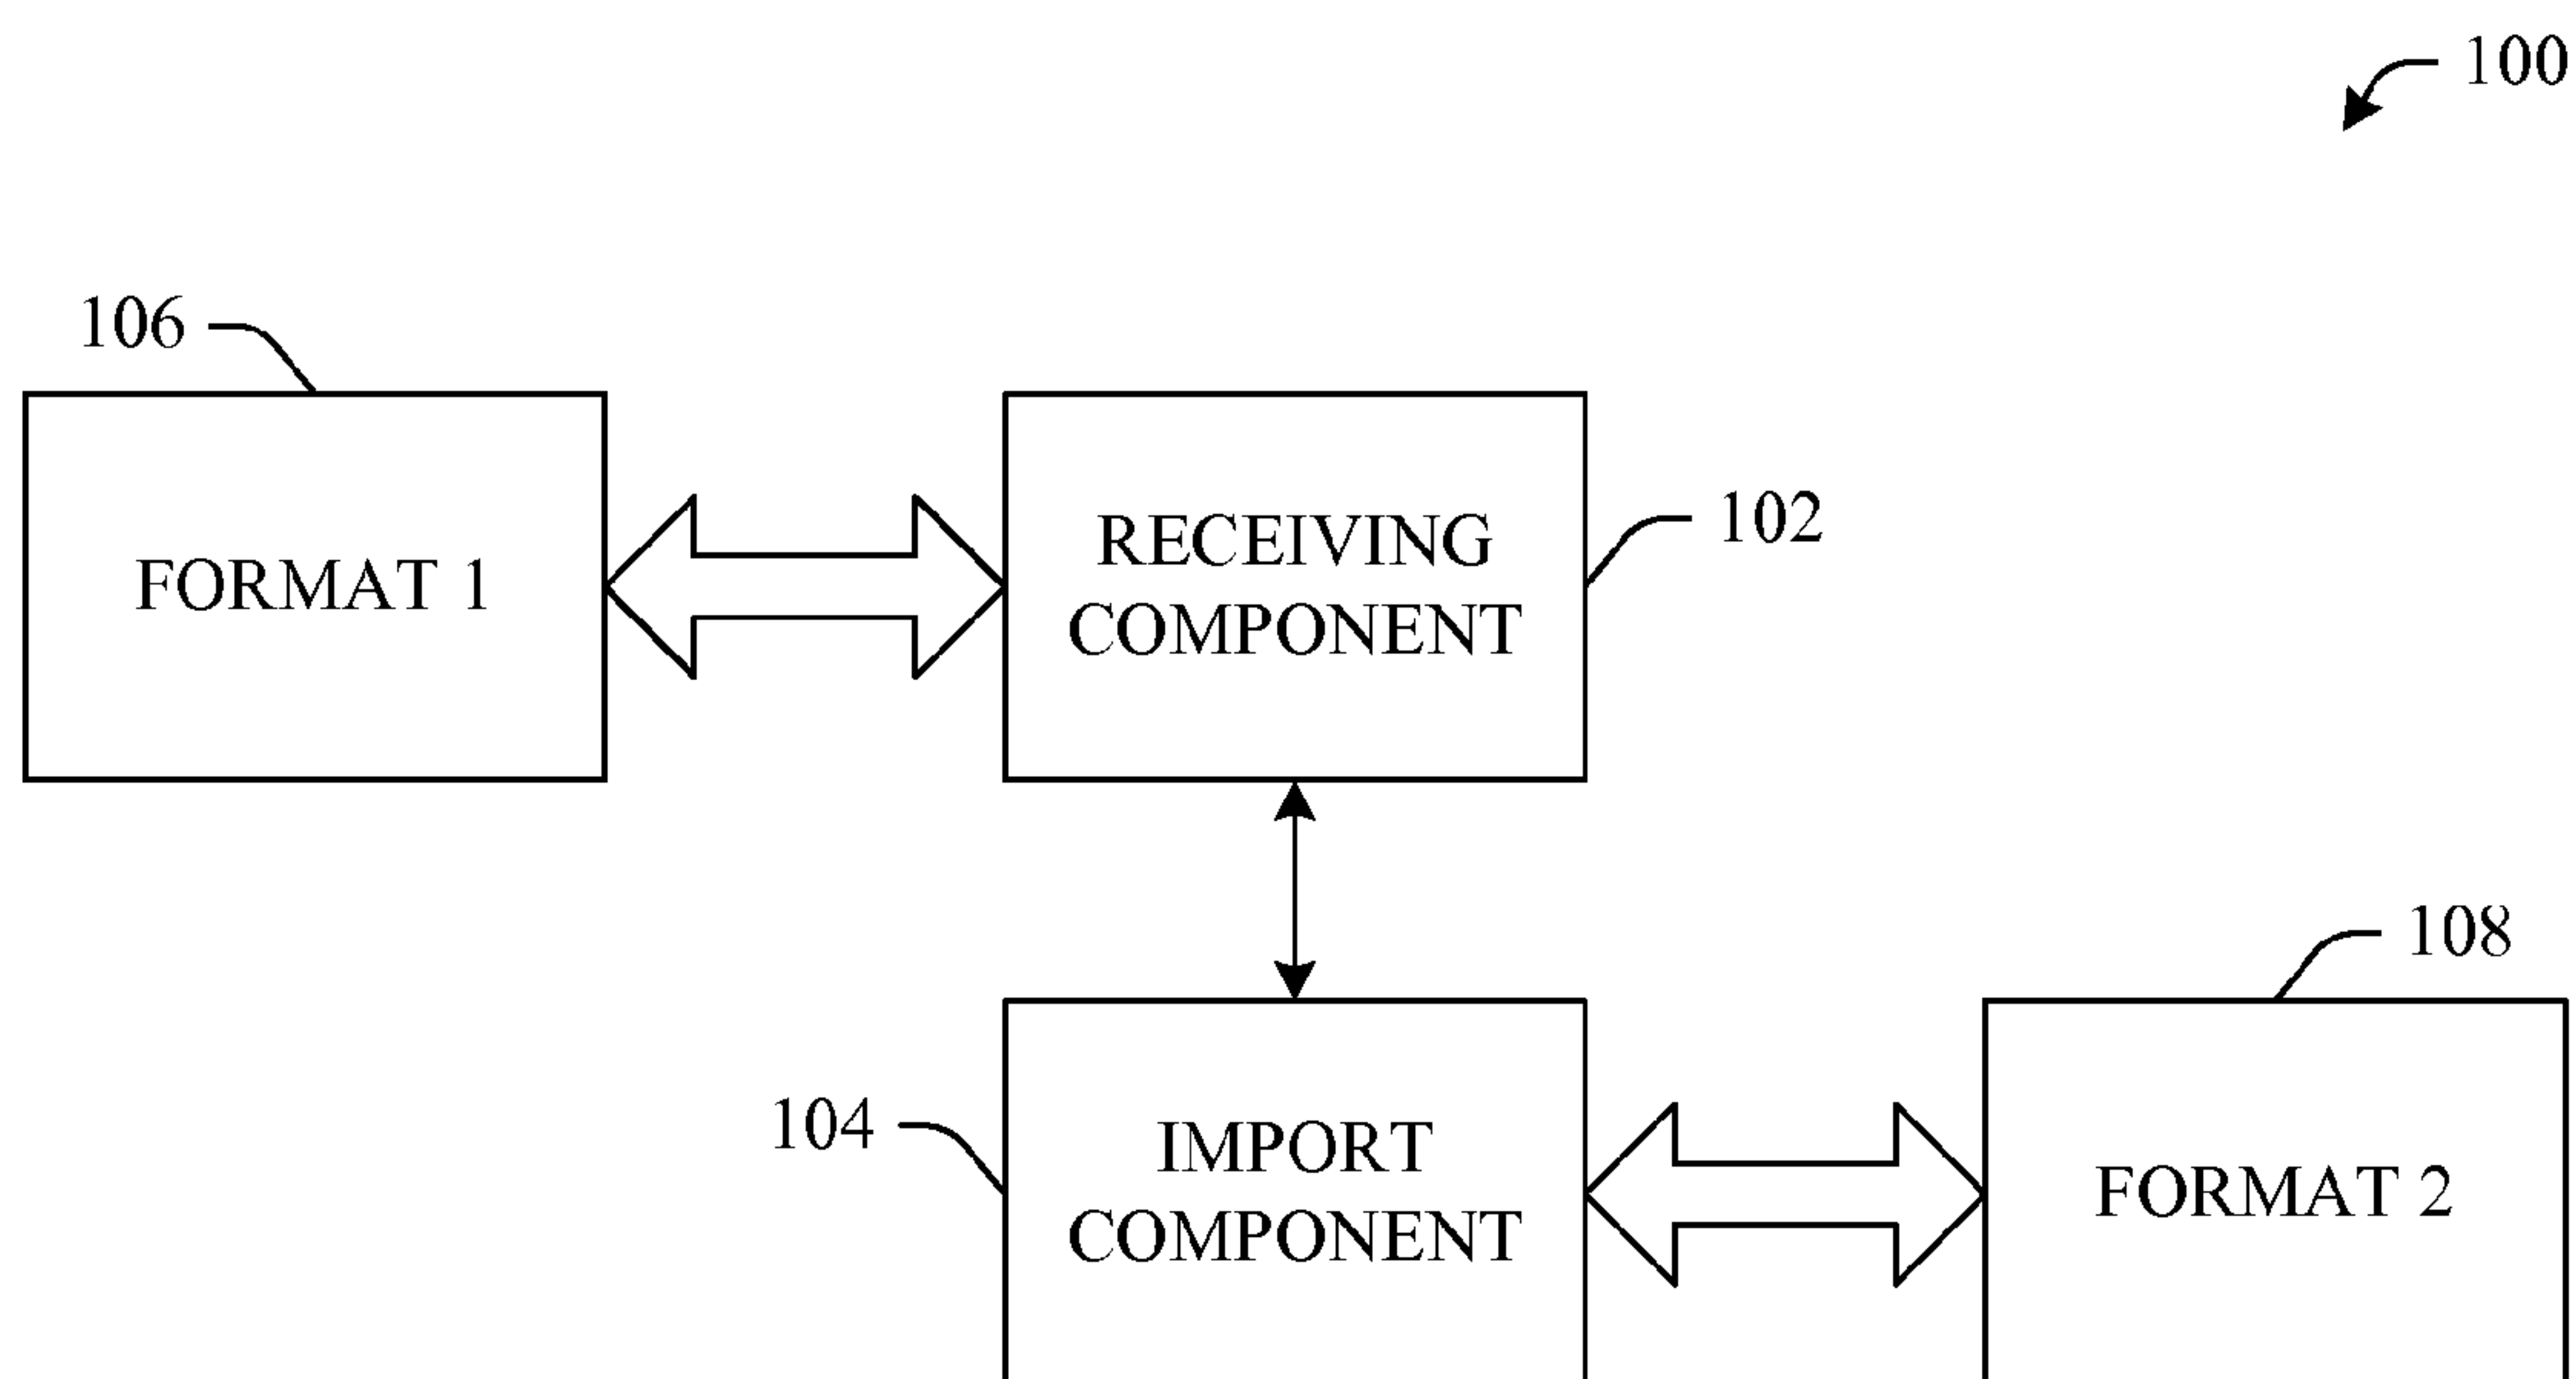 100
106
FORMAT 1
RECEIVING
COMPONENT
102
108
104
IMPORT
COMPONENT
FORMAT 2